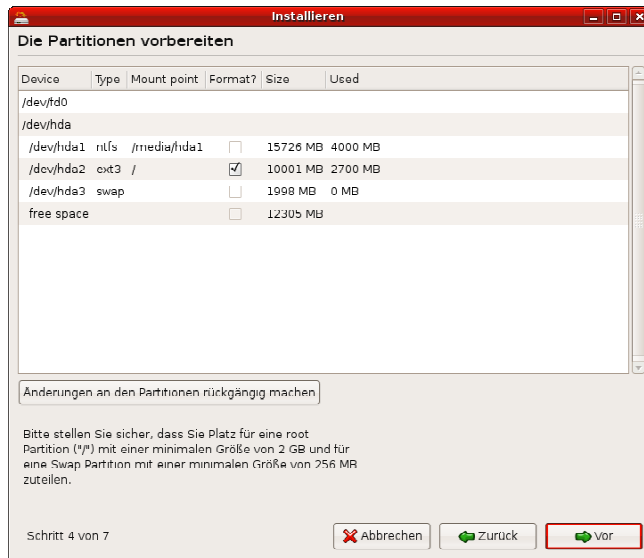 Installieren
Die Partitionen vorbereiten
Device Type Mount point Format? Size Used
/dev/fd0
/dev/hda
/dev/hda1 ntfs /media/hda1 15726 MB 4000 MB
/dev/hda2 ext3 / 10001 MB 2700 MB
/dev/hda3 swap 1998 MB 0 MB
free space 12305 MB
Änderungen an den Partitionen rückgängig machen
Bitte stellen Sie sicher, dass Sie Platz für eine root
Partition ("/") mit einer minimalen Größe von 2 GB und für
eine Swap Partition mit einer minimalen Größe von 256 MB
zuteilen.
Schritt 4 von 7
Abbrechen
Zurück
Vor